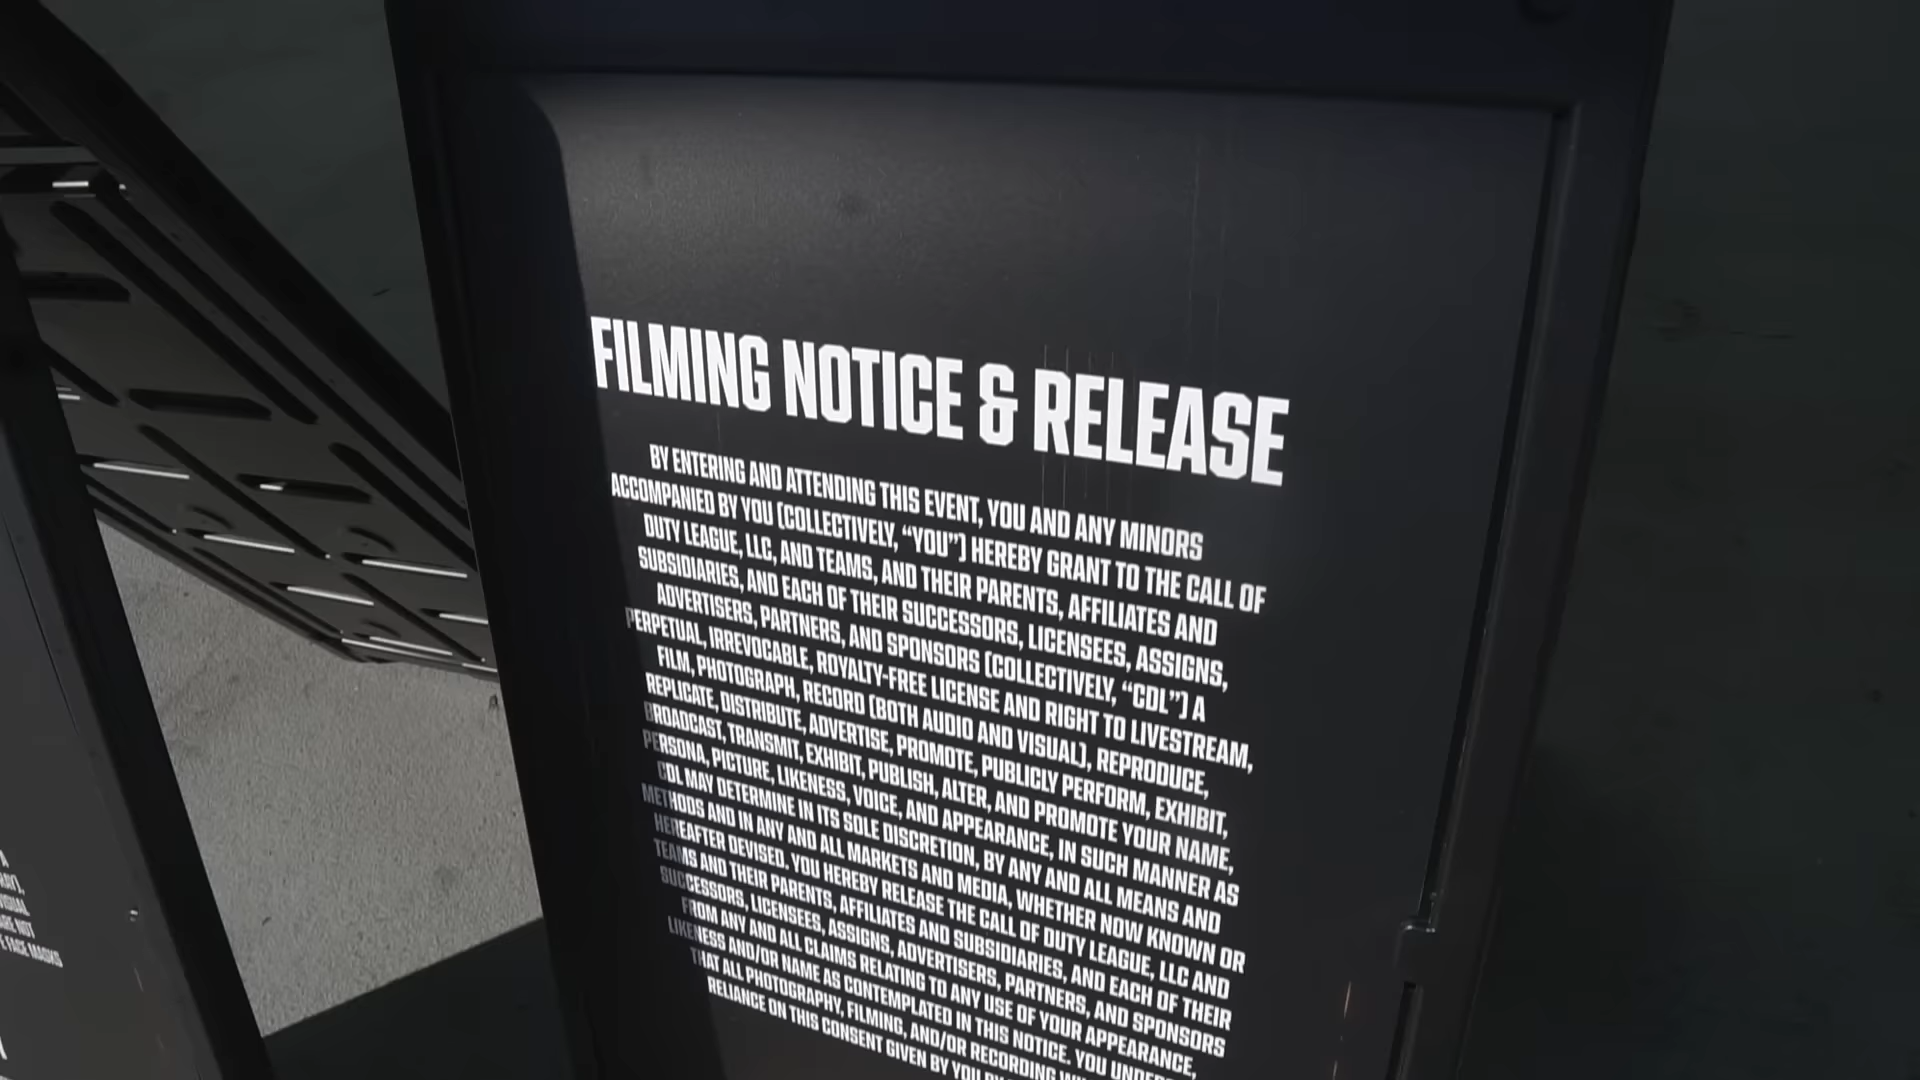 FILMING NOTICE & RELEASE
BY ENTERING AND ATTENDING THIS EVENT, YOU AND ANY MINORS
ACCOMPANIED BY YOU (COLLECTIVELY, “YOU”) HEREBY GRANT TO THE CALL OF
DUTY LEAGUE, LLC, AND TEAMS, AND THEIR PARENTS, AFFILIATES AND
SUBSIDIARIES, AND EACH OF THEIR SUCCESSORS, LICENSEES, ASSIGNS,
ADVERTISERS, PARTNERS, AND SPONSORS (COLLECTIVELY, “CDL”) A
PERPETUAL, IRREVOCABLE, ROYALTY-FREE LICENSE AND RIGHT TO LIVESTREAM,
FILM, PHOTOGRAPH, RECORD (BOTH AUDIO AND VISUAL), REPRODUCE,
REPLICATE, DISTRIBUTE, ADVERTISE, PROMOTE, PUBLICLY PERFORM, EXHIBIT,
BROADCAST, TRANSMIT, EXHIBIT, PUBLISH, ALTER, AND PROMOTE YOUR NAME,
PERSONA, PICTURE, LIKENESS, VOICE, AND APPEARANCE, IN SUCH MANNER AS
CDL MAY DETERMINE IN ITS SOLE DISCRETION, BY ANY AND ALL MEANS AND
METHODS AND IN ANY AND ALL MARKETS AND MEDIA, WHETHER NOW KNOWN OR
HEREAFTER DEVISED. YOU HEREBY RELEASE THE CALL OF DUTY LEAGUE, LLC AND
TEAMS AND THEIR PARENTS, AFFILIATES AND SUBSIDIARIES, AND EACH OF THEIR
SUCCESSORS, LICENSEES, ASSIGNS, ADVERTISERS, PARTNERS, AND SPONSORS
FROM ANY AND ALL CLAIMS RELATING TO ANY USE OF YOUR APPEARANCE,
LIKENESS AND/OR NAME AS CONTEMPLATED IN THIS NOTICE. YOU
THAT ALL PHOTOGRAPHY, FILMING, AND/OR RECORDING
RELIANCE ON THIS CONSENT GIVEN BY YOU
ARE NOT
FACE MASKS